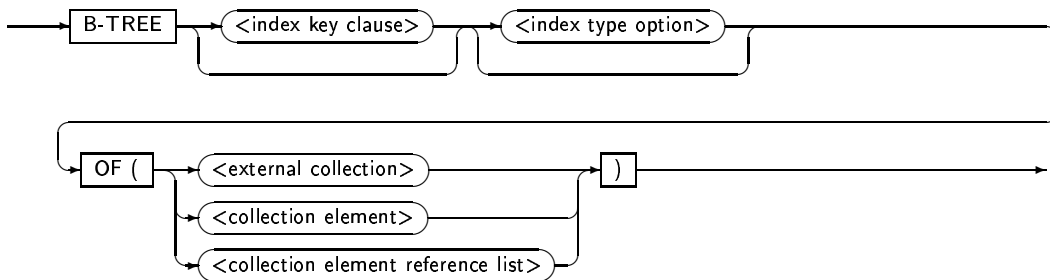 B-TREE <index key clause> <index type option>
OF ( <external collection> )
<collection element>
<collection element reference list>